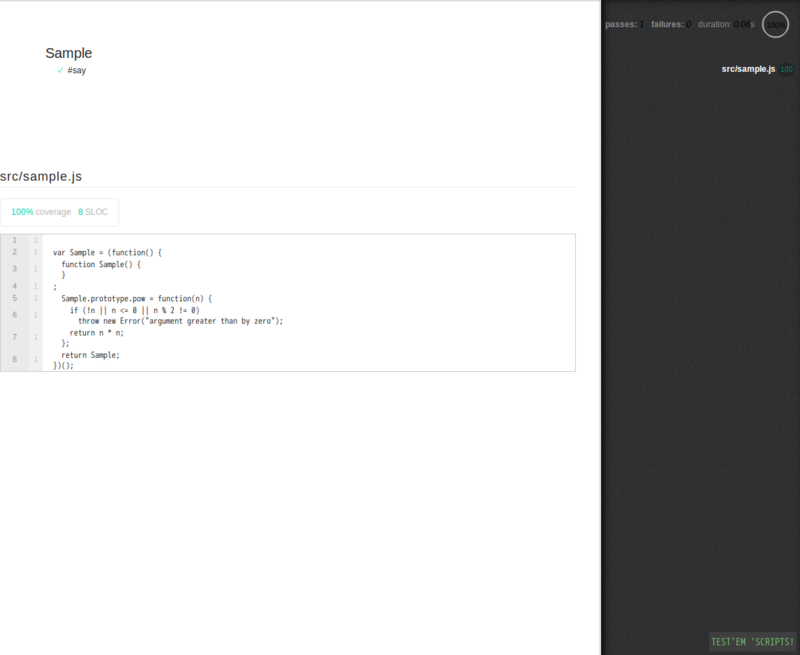 passes: 1 failures: 0 duration: 0.06s 100%
Sample
✓ #say
src/sample.js 100
src/sample.js
100% coverage 8 SLOC
1 1
2 1 var Sample = (function() {
function Sample() {
3 1
}
4 1 ;
5 1 Sample.prototype.pow = function(n) {
if (!n || n <= 0 || n % 2 != 0)
6 1
throw new Error("argument greater than by zero");
return n * n;
7 1
};
return Sample;
8 1
})();
TEST'EM 'SCRIPTS!